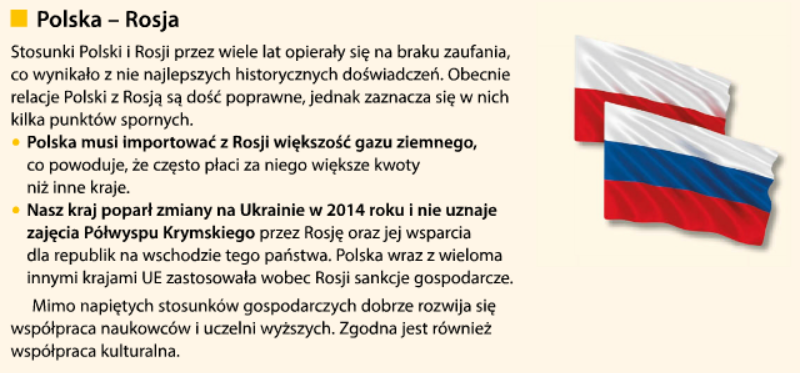 Polska – Rosja
Stosunki Polski i Rosji przez wiele lat opierały się na braku zaufania,
co wynikało z nie najlepszych historycznych doświadczeń. Obecnie
relacje Polski z Rosją są dość poprawne, jednak zaznacza się w nich
kilka punktów spornych.
• Polska musi importować z Rosji większość gazu ziemnego,
co powoduje, że często płaci za niego większe kwoty
niż inne kraje.
• Nasz kraj poparł zmiany na Ukrainie w 2014 roku i nie uznaje
zajęcia Półwyspu Krymskiego przez Rosję oraz jej wsparcia
dla republik na wschodzie tego państwa. Polska wraz z wieloma
innymi krajami UE zastosowała wobec Rosji sankcje gospodarcze.
Mimo napiętych stosunków gospodarczych dobrze rozwija się
współpraca naukowców i uczelni wyższych. Zgodna jest również
współpraca kulturalna.